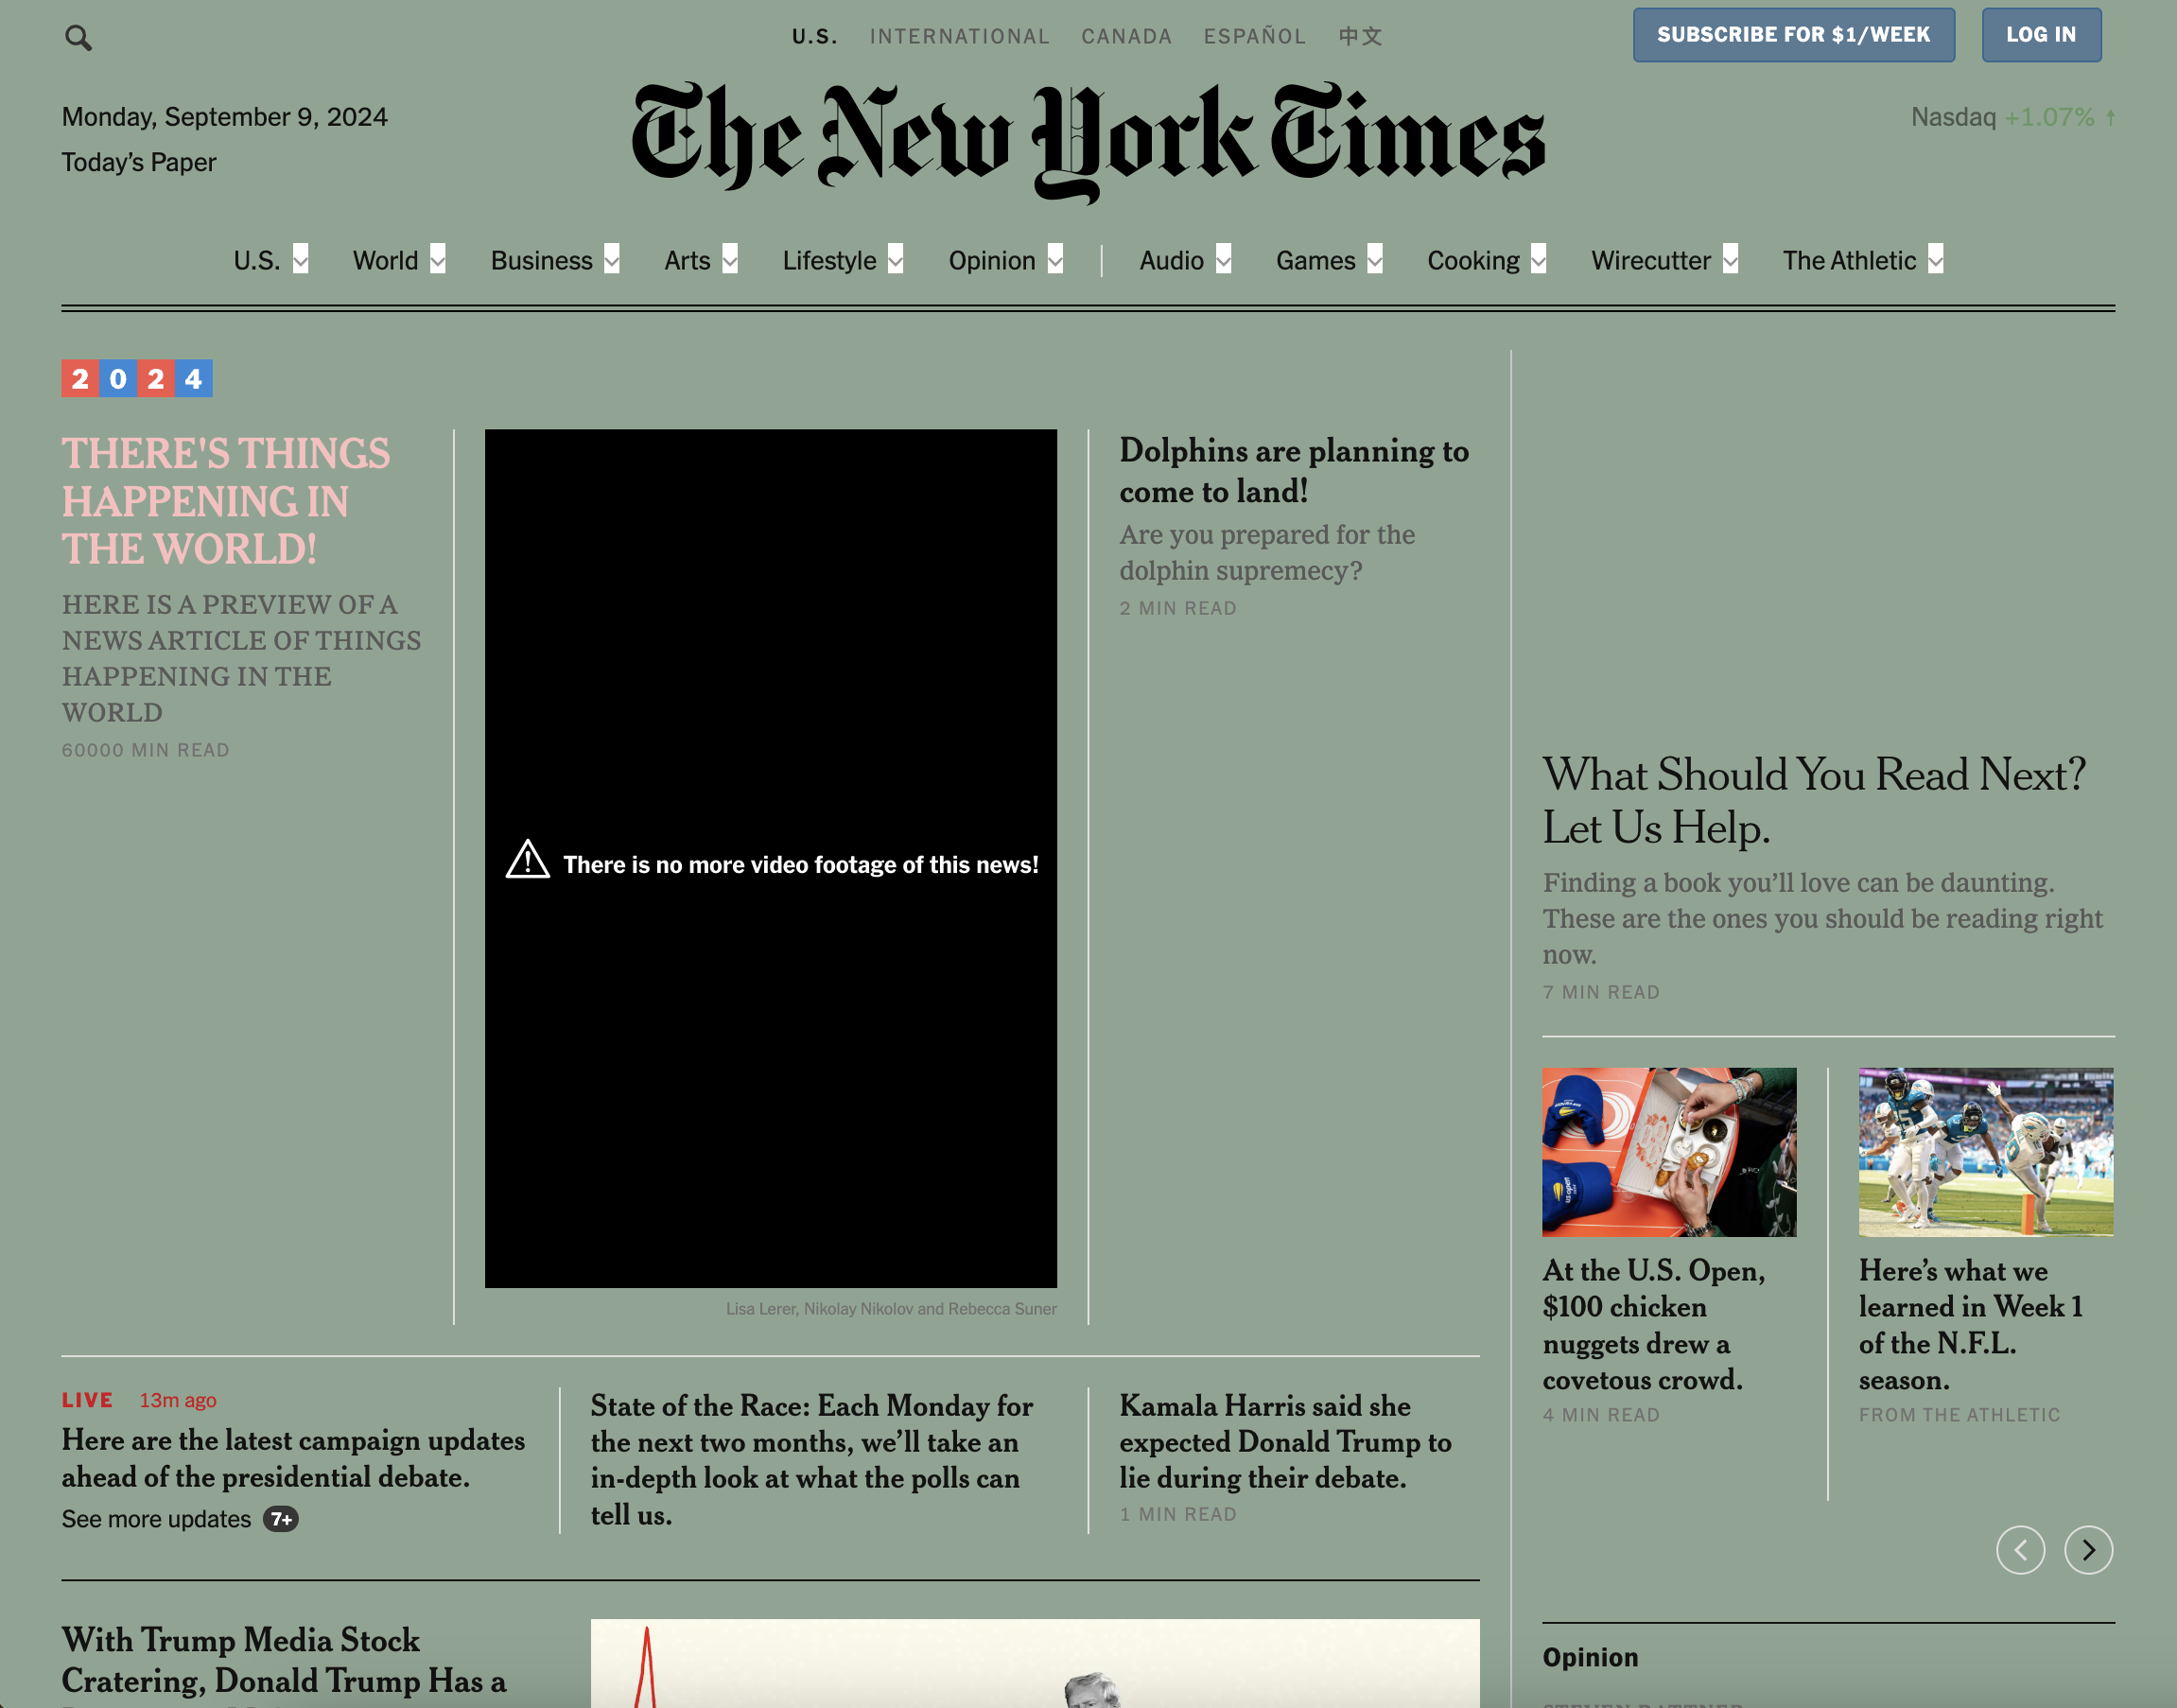 U.S. INTERNATIONAL CANADA ESPAÑOL 中文
SUBSCRIBE FOR $1/WEEK
LOG IN
Monday, September 9, 2024
Today's Paper
The New York Times
Nasdaq +1.07% ↑
U.S. World Business Arts Lifestyle Opinion Audio Games Cooking Wirecutter The Athletic
2024
THERE'S THINGS
HAPPENING IN
THE WORLD!
HERE IS A PREVIEW OF A
NEWS ARTICLE OF THINGS
HAPPENING IN THE
WORLD
60000 MIN READ
There is no more video footage of this news!
Lisa Lerer, Nikolay Nikolov and Rebecca Suner
Dolphins are planning to
come to land!
Are you prepared for the
dolphin supremecy?
2 MIN READ
What Should You Read Next?
Let Us Help.
Finding a book you’ll love can be daunting.
These are the ones you should be reading right
now.
7 MIN READ
At the U.S. Open,
$100 chicken
nuggets drew a
covetous crowd.
4 MIN READ
Here’s what we
learned in Week 1
of the N.F.L.
season.
FROM THE ATHLETIC
LIVE 13m ago
Here are the latest campaign updates
ahead of the presidential debate.
See more updates 7+
State of the Race: Each Monday for
the next two months, we’ll take an
in-depth look at what the polls can
tell us.
Kamala Harris said she
expected Donald Trump to
lie during their debate.
1 MIN READ
With Trump Media Stock
Cratering, Donald Trump Has a
Opinion